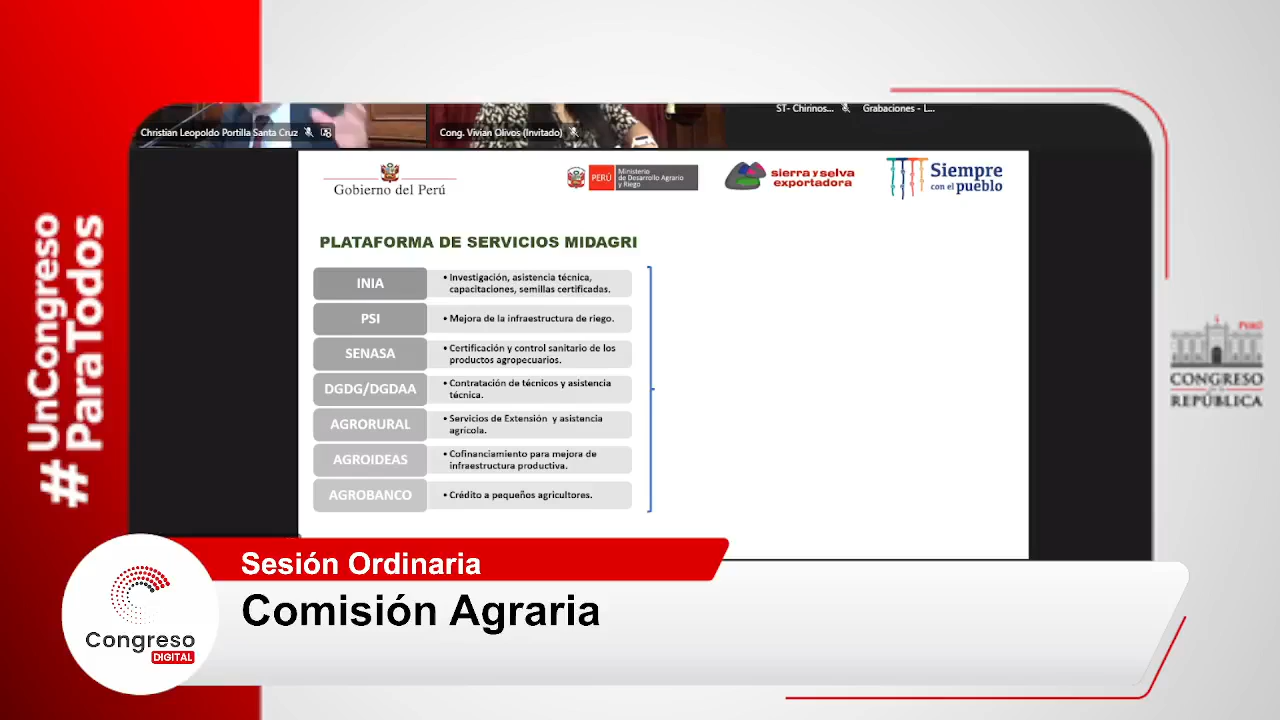 #UnCongreso
ParaTodos
Christian Leopoldo Portilla Santa Cruz
Cong. Vivian Olivos (Invitado)
ST- Chirinos...
Grabaciones - L...
Gobierno del Perú
PERÚ
Ministerio
de Desarrollo Agrario
y Riego
sierra y selva
exportadora
Siempre
con el pueblo
PLATAFORMA DE SERVICIOS MIDAGRI
INIA
• Investigación, asistencia técnica,
capacitaciones, semillas certificadas.
PSI
• Mejora de la infraestructura de riego.
SENASA
• Certificación y control sanitario de los
productos agropecuarios.
DGDG/DGDAA
• Contratación de técnicos y asistencia
técnica.
AGRORURAL
• Servicios de Extensión y asistencia
agrícola.
AGROIDEAS
• Cofinanciamiento para mejora de
infraestructura productiva.
AGROBANCO
• Crédito a pequeños agricultores.
PERÚ
CONGRESO
de la
REPÚBLICA
Sesión Ordinaria
Comisión Agraria
Congreso
DIGITAL